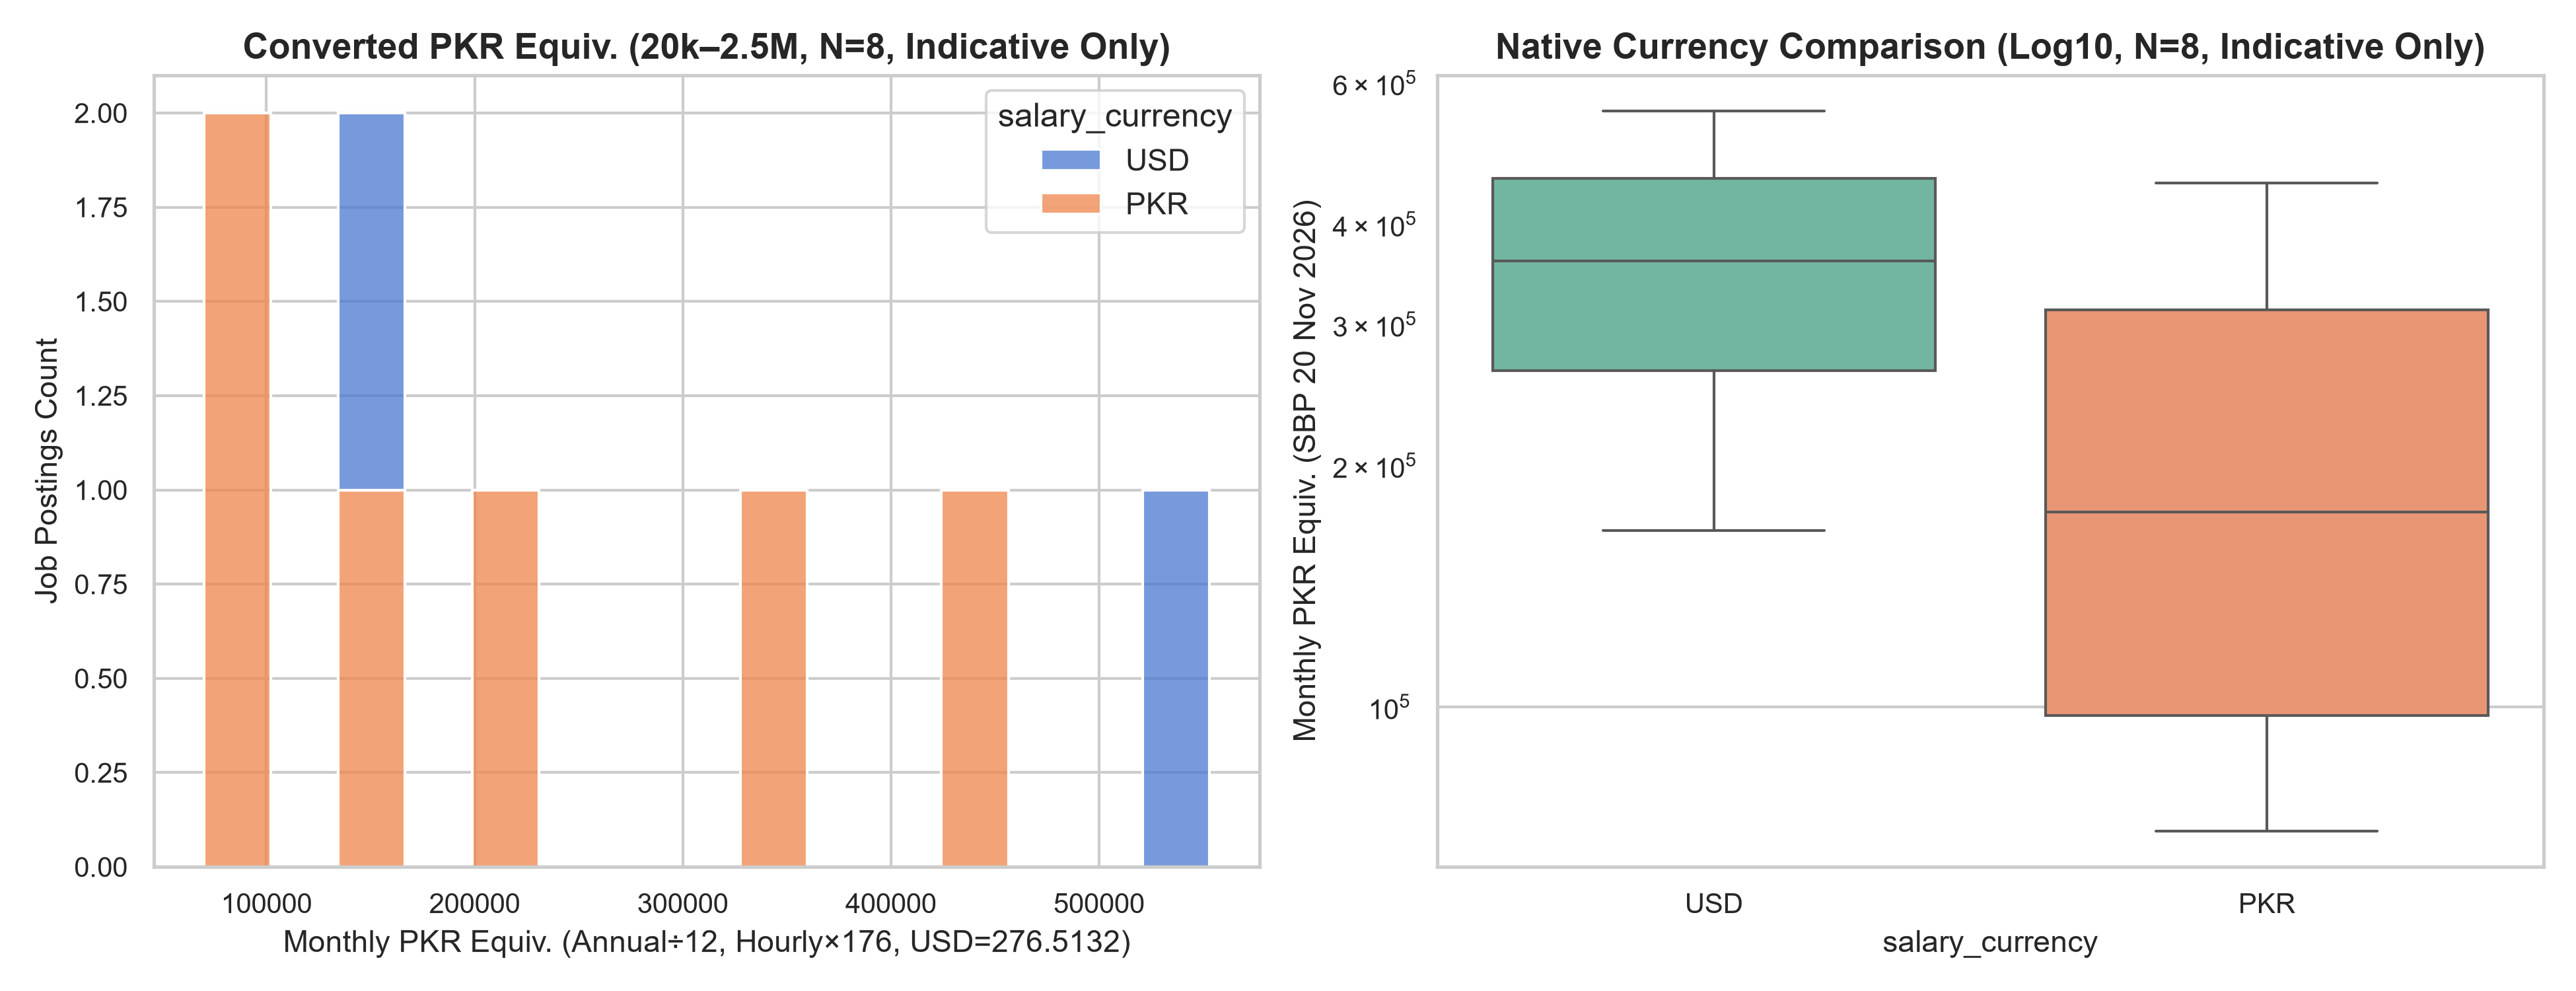 Converted PKR Equiv. (20k–2.5M, N=8, Indicative Only)
2.00
1.75
1.50
1.25
1.00
0.75
0.50
0.25
0.00
Job Postings Count
salary_currency
USD
PKR
100000
200000
300000
400000
500000
Monthly PKR Equiv. (Annual÷12, Hourly×176, USD=276.5132)
Native Currency Comparison (Log10, N=8, Indicative Only)
6 × 10⁵
4 × 10⁵
3 × 10⁵
2 × 10⁵
10⁵
Monthly PKR Equiv. (SBP 20 Nov 2026)
USD
PKR
salary_currency